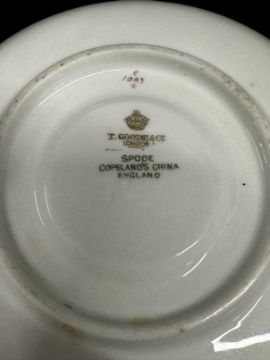 T. GOODE & Co
LONDON
SPODE
COPELAND'S CHINA
ENGLAND